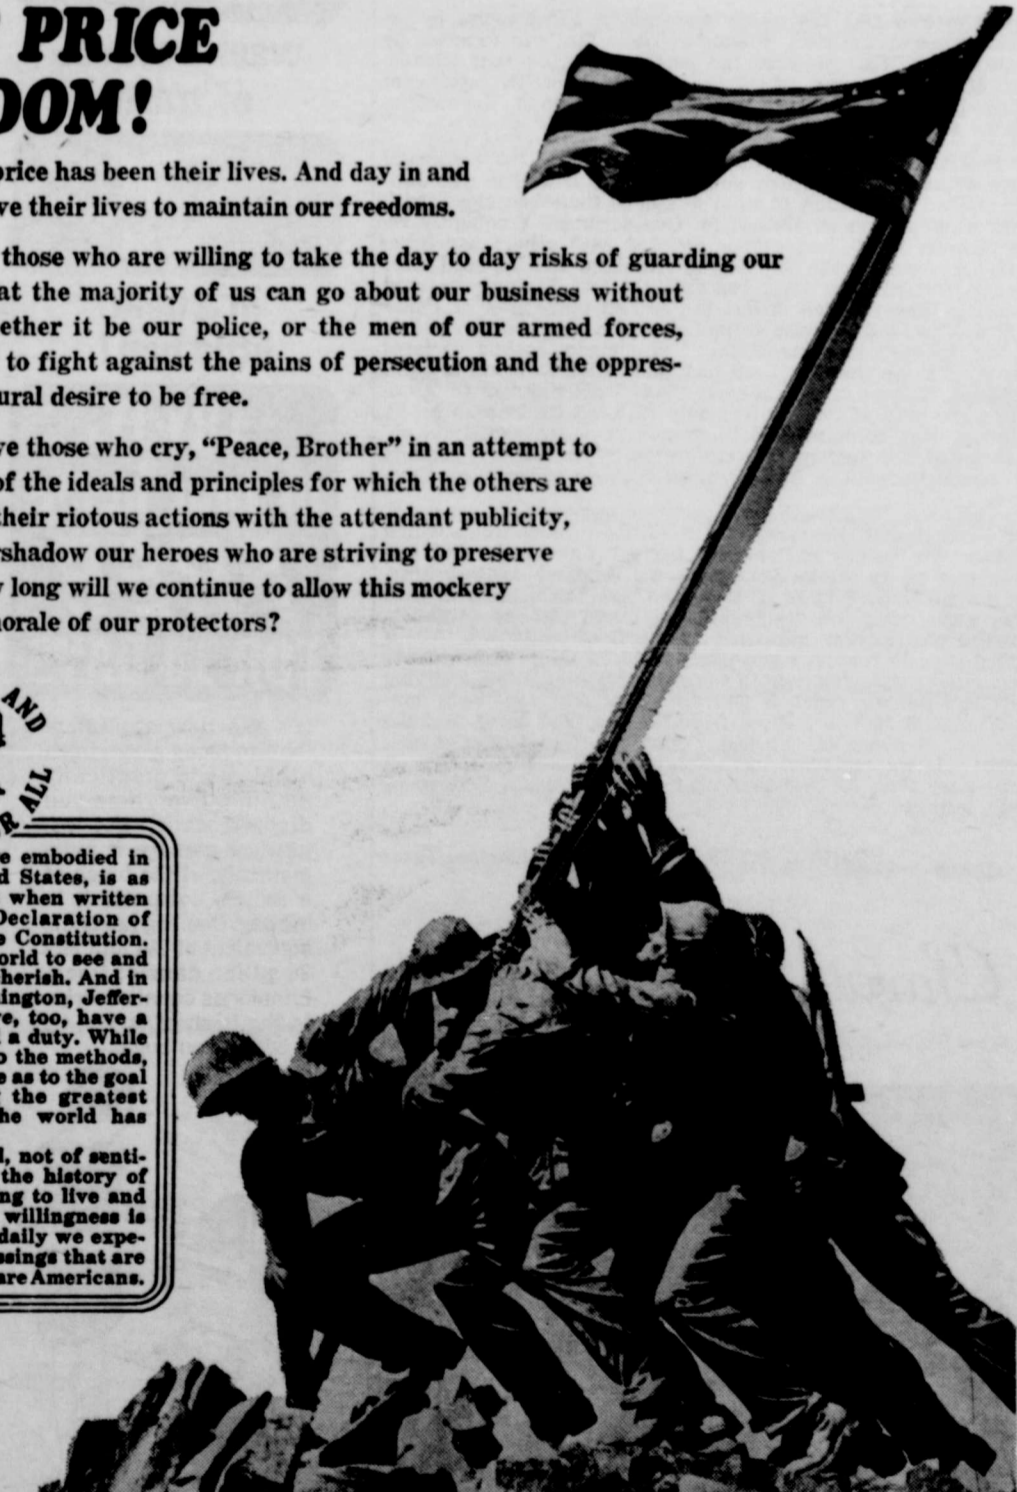 PRICE
DOM!
price has been their lives. And day in and
ve their lives to maintain our freedoms.
those who are willing to take the day to day risks of guarding our
at the majority of us can go about our business without
ether it be our police, or the men of our armed forces,
to fight against the pains of persecution and the oppres-
ural desire to be free.
ve those who cry, “Peace, Brother” in an attempt to
of the ideals and principles for which the others are
their riotous actions with the attendant publicity,
rshadow our heroes who are striving to preserve
w long will we continue to allow this mockery
norale of our protectors?
AND
R ALL
e embodied in
d States, is as
when written
Declaration of
e Constitution.
orld to see and
herish. And in
ington, Jeffer-
e, too, have a
a duty. While
o the methods,
e as to the goal
the greatest
he world has
l, not of senti-
the history of
ng to live and
willingness is
daily we expe-
ssings that are
are Americans.